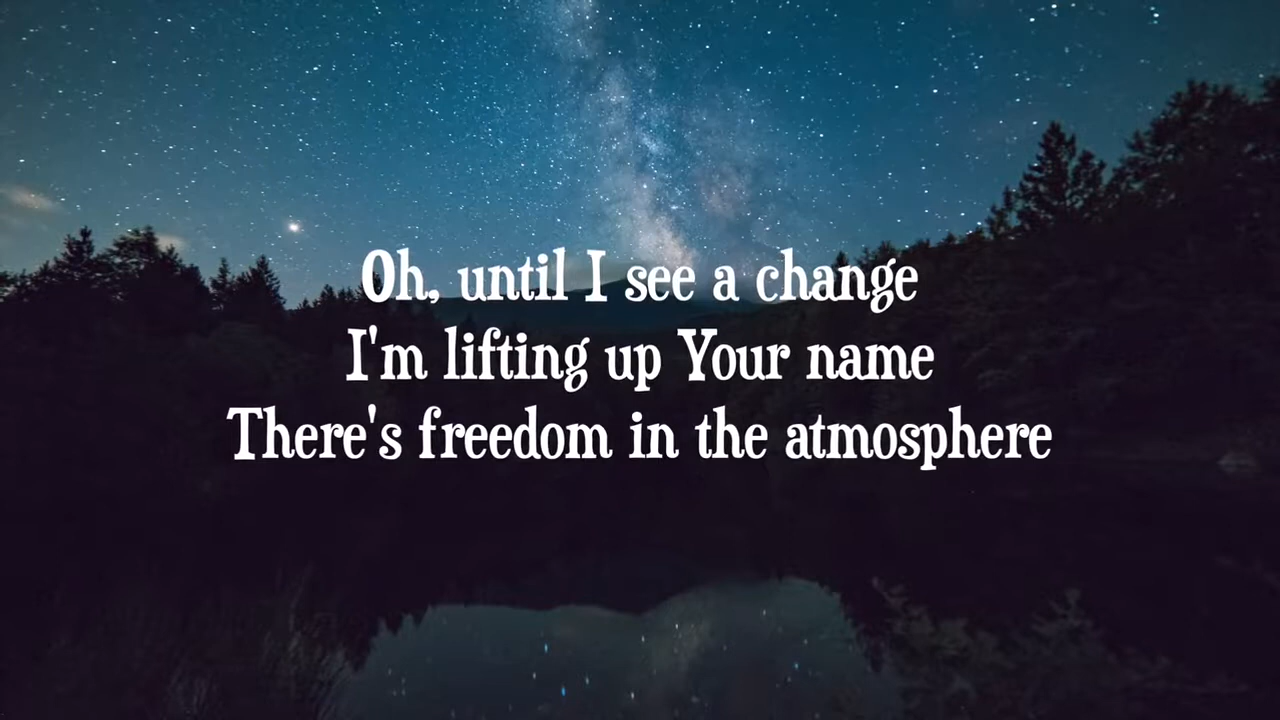 Oh, until I see a change
I'm lifting up Your name
There's freedom in the atmosphere